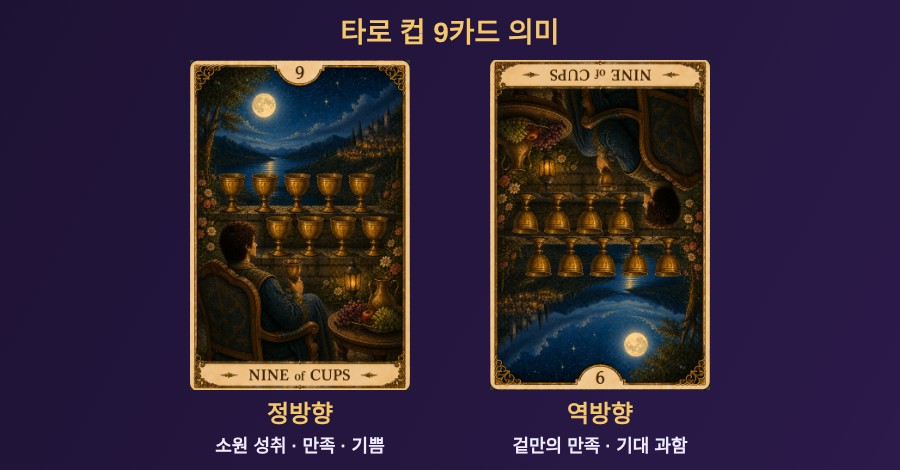 타로 컵 9카드 의미
9
NINE of CUPS
정방향
소원 성취 · 만족 · 기쁨
NINE of CUPS
9
역방향
겉만의 만족 · 기대 과함